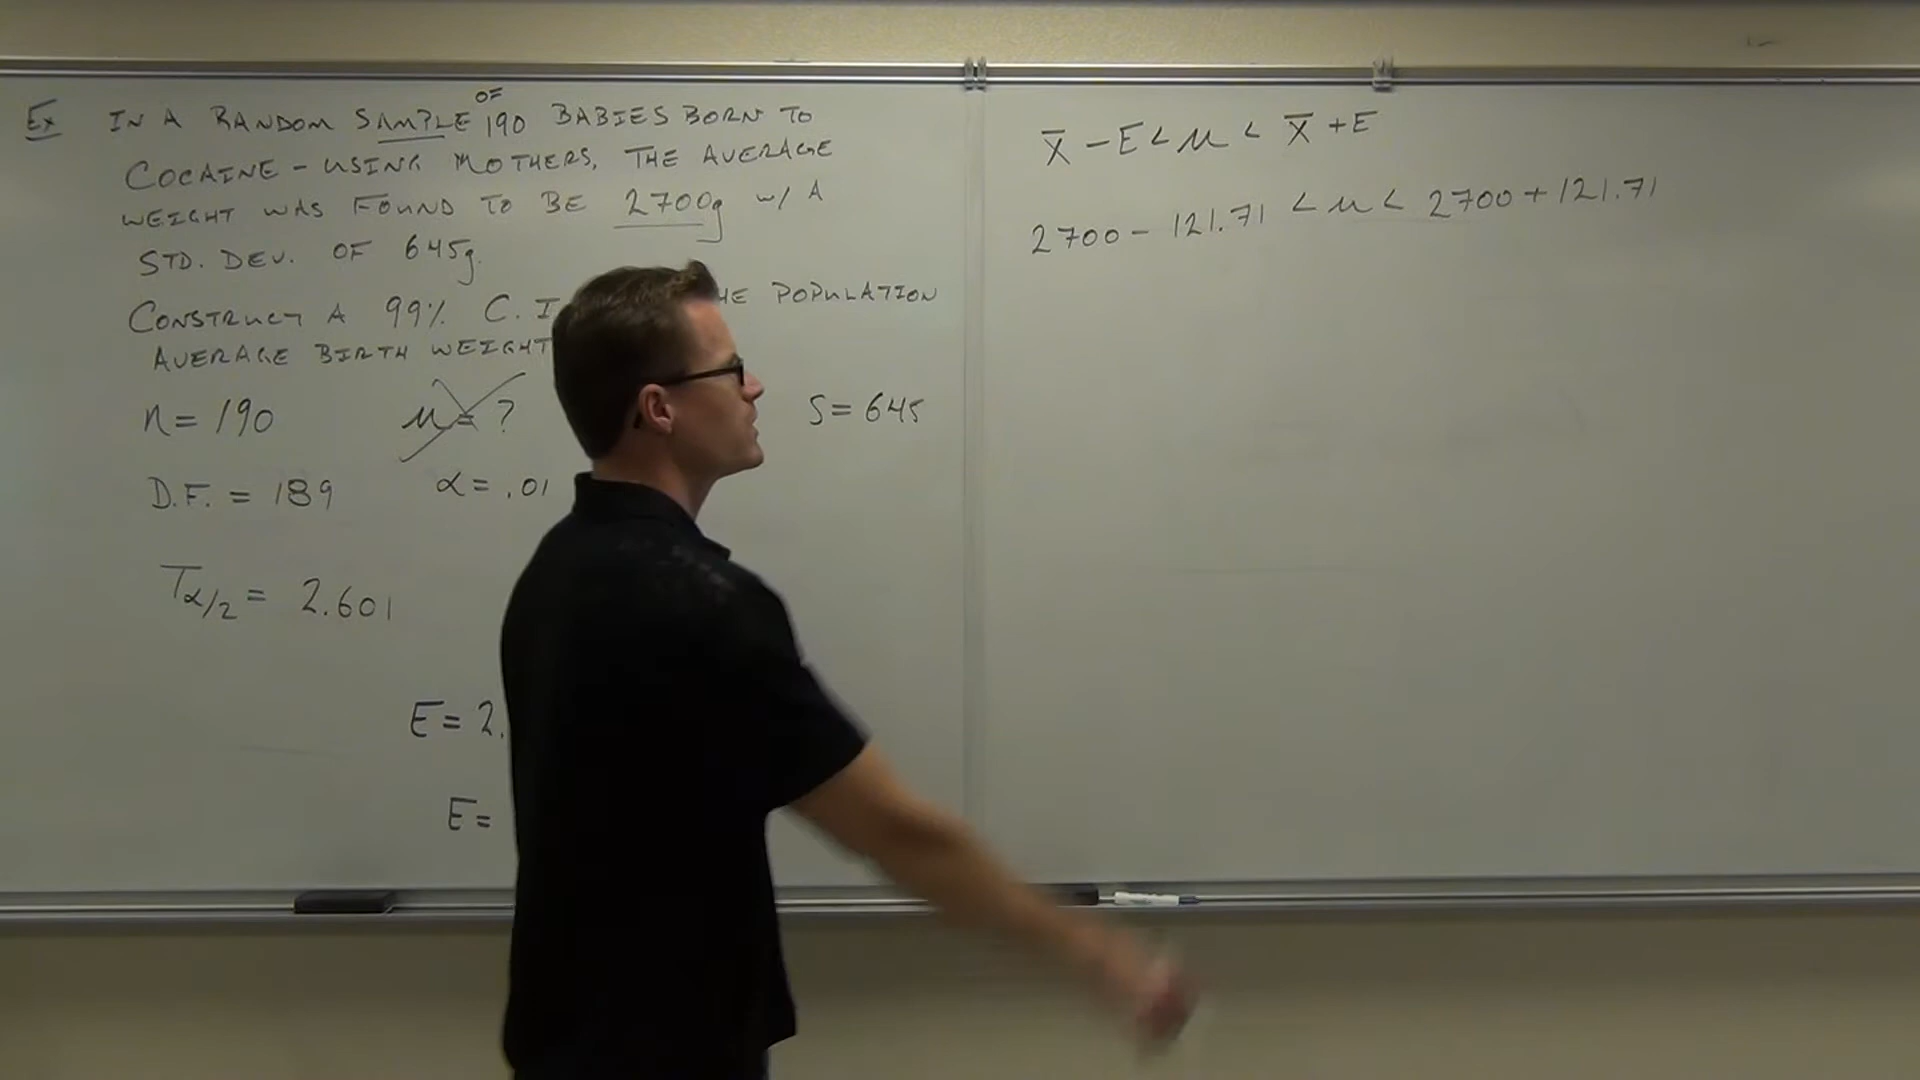 Ex IN A RANDOM SAMPLE OF 190 BABIES BORN TO
COCAINE-USING MOTHERS, THE AVERAGE
WEIGHT WAS FOUND TO BE 2700g w/ A
STD. DEV. OF 645g.
CONSTRUCT A 99% C. I POPULATION
AVERAGE BIRTH WEIGHT
n = 190 μ = ? S = 645
D.F. = 189 α = .01
Tα/2 = 2.601
E = 2.
E =
x̄ - E < μ < x̄ + E
2700 - 121.71 < μ < 2700 + 121.71